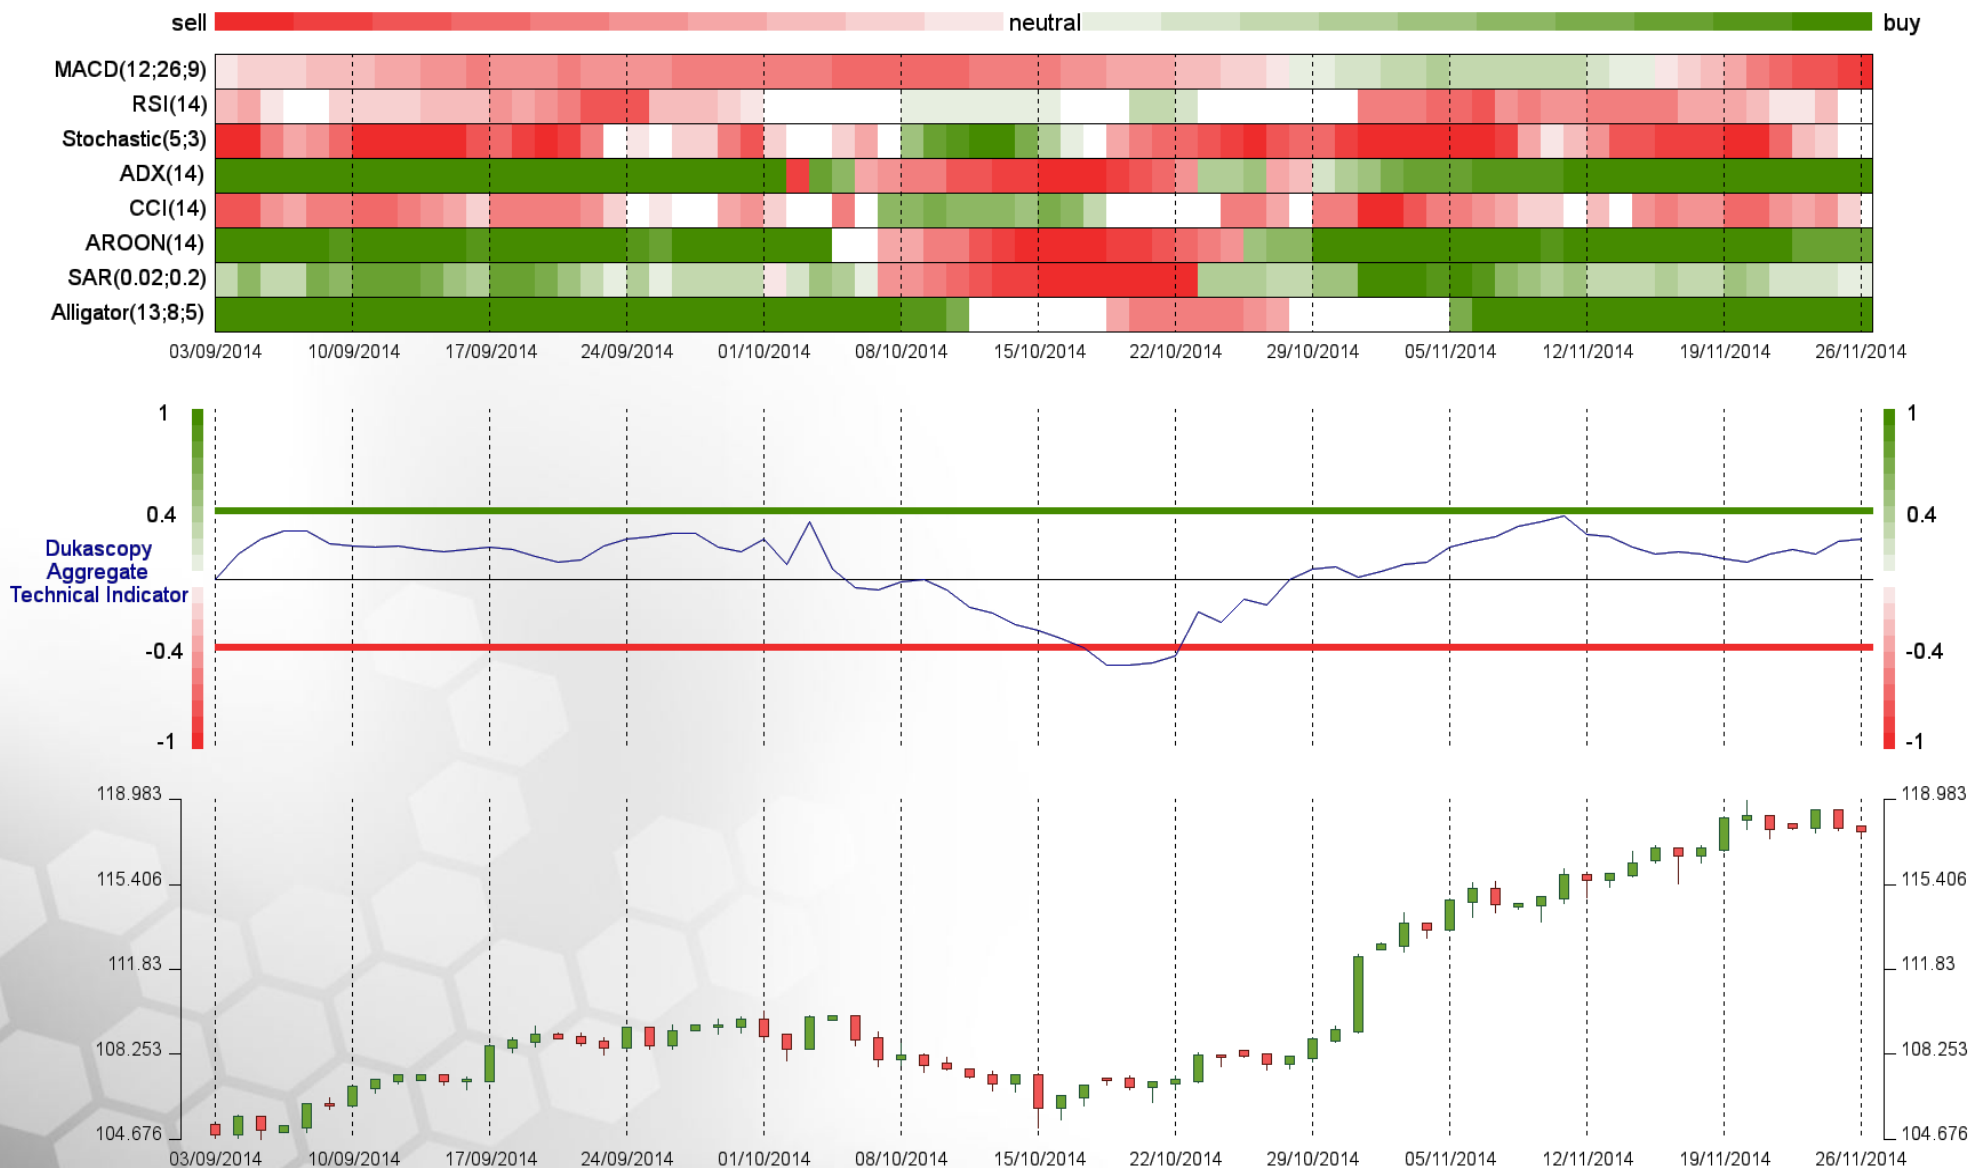 sell neutral buy
MACD(12;26;9)
RSI(14)
Stochastic(5;3)
ADX(14)
CCI(14)
AROON(14)
SAR(0.02;0.2)
Alligator(13;8;5)
03/09/2014 10/09/2014 17/09/2014 24/09/2014 01/10/2014 08/10/2014 15/10/2014 22/10/2014 29/10/2014 05/11/2014 12/11/2014 19/11/2014 26/11/2014
1 1
0.4 0.4
Dukascopy
Aggregate
Technical Indicator
-0.4 -0.4
-1 -1
118.983 118.983
115.406 115.406
111.83 111.83
108.253 108.253
104.676 104.676
03/09/2014 10/09/2014 17/09/2014 24/09/2014 01/10/2014 08/10/2014 15/10/2014 22/10/2014 29/10/2014 05/11/2014 12/11/2014 19/11/2014 26/11/2014